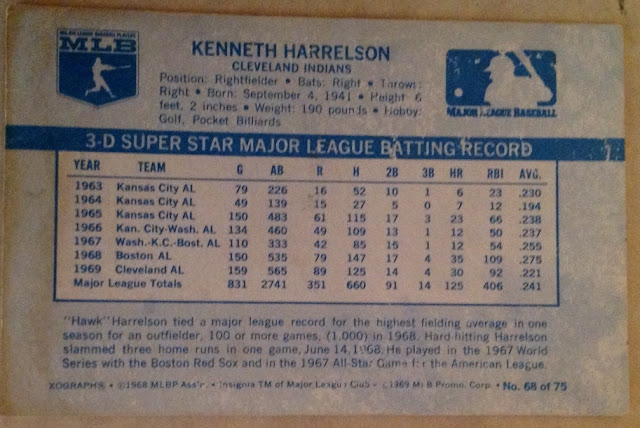 MAJOR LEAGUE BASEBALL PLAYERS
MLB
KENNETH HARRELSON
CLEVELAND INDIANS
Position: Rightfielder • Bats: Right • Throws:
Right • Born: September 4, 1941 • Height 6
feet, 2 inches • Weight: 190 pounds • Hobby:
Golf, Pocket Billiards
MAJOR LEAGUE BASEBALL
3-D SUPER STAR MAJOR LEAGUE BATTING RECORD
YEAR TEAM G AB R H 2B 3B HR RBI AVG.
1963 Kansas City AL 79 226 16 52 10 1 6 23 .230
1964 Kansas City AL 49 139 15 27 5 0 7 12 .194
1965 Kansas City AL 150 483 61 115 17 3 23 66 .238
1966 Kan. City-Wash. AL 134 460 49 109 13 1 12 50 .237
1967 Wash.-K.C.-Bost. AL 110 333 42 85 15 1 12 54 .255
1968 Boston AL 150 535 79 147 17 4 35 109 .275
1969 Cleveland AL 159 565 89 125 14 4 30 92 .221
Major League Totals 831 2741 351 660 91 14 125 406 .241
"Hawk" Harrelson tied a major league record for the highest fielding average in one
season for an outfielder, 100 or more games, (1.000) in 1968. Hard-hitting Harrelson
slammed three home runs in one game, June 14, 1968. He played in the 1967 World
Series with the Boston Red Sox and in the 1967 All-Star Game for the American League.
XOGRAPH® • ©1968 MLBP Ass'n. • Insignia TM of Major League Club • ©1969 MLB Promo. Corp. • No. 68 of 75